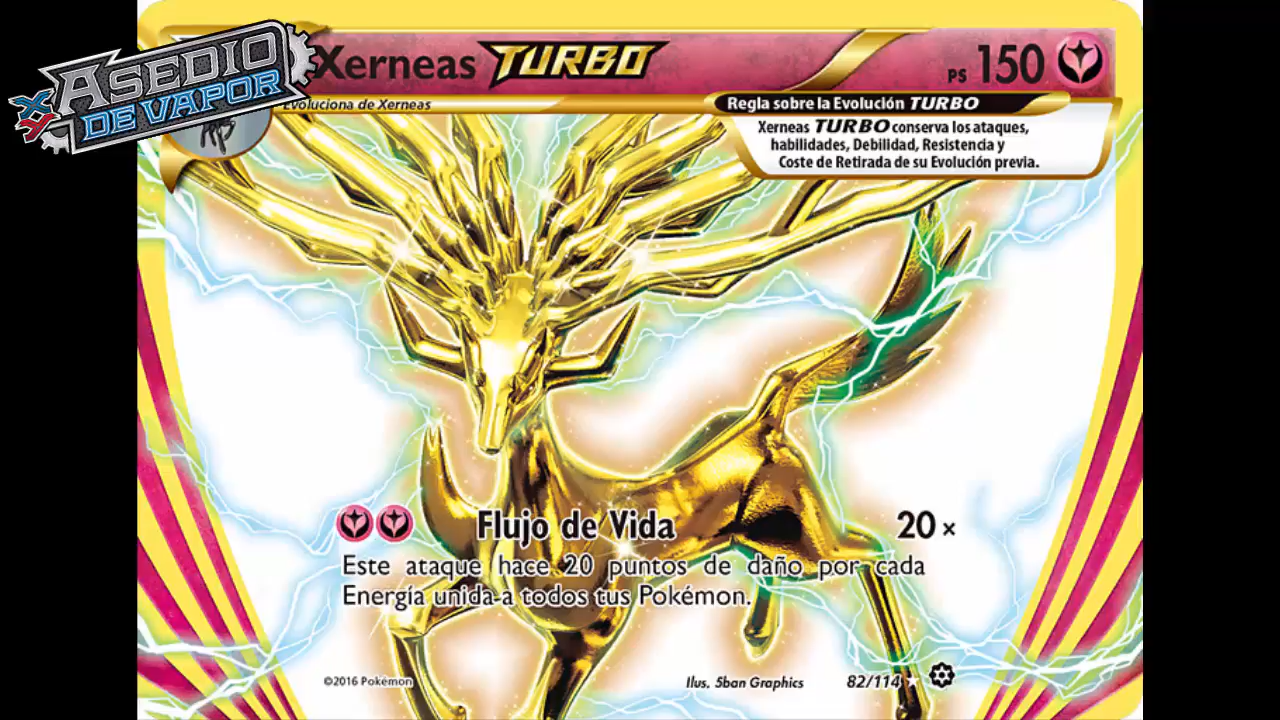 ASEDIO
DE VAPOR
XY
Xerneas TURBO
PS 150
Evoluciona de Xerneas
Regla sobre la Evolución TURBO
Xerneas TURBO conserva los ataques,
habilidades, Debilidad, Resistencia y
Coste de Retirada de su Evolución previa.
Flujo de Vida 20×
Este ataque hace 20 puntos de daño por cada
Energía unida a todos tus Pokémon.
©2016 Pokémon
Ilus. 5ban Graphics
82/114